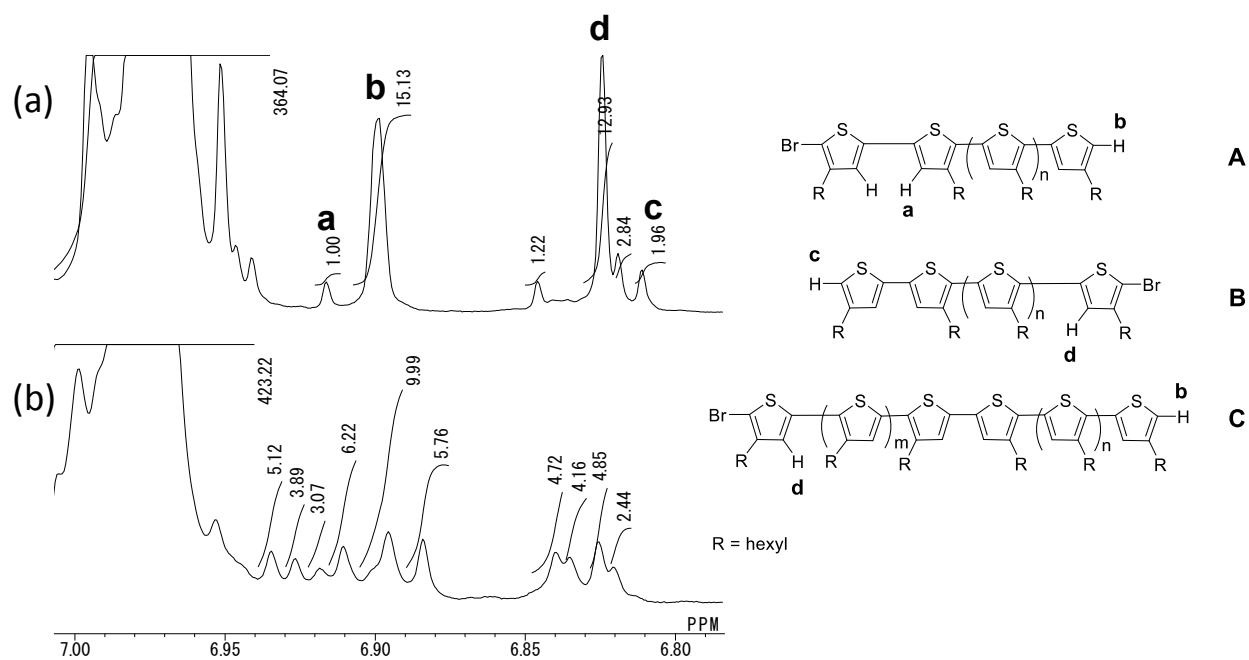 (a)
364.07
a
1.00
b
15.13
1.22
d
12.93
2.84
c
1.96
(b)
423.22
5.12
3.89
3.07
6.22
9.99
5.76
4.72
4.16
4.85
2.44
PPM
7.00 6.95 6.90 6.85 6.80
Br S S S S b H
R H H R R n R
a
A
c H S S S S Br
R R R n H R
d
B
Br S S S S S S b H
R H R m R R R n R
d
C
R = hexyl